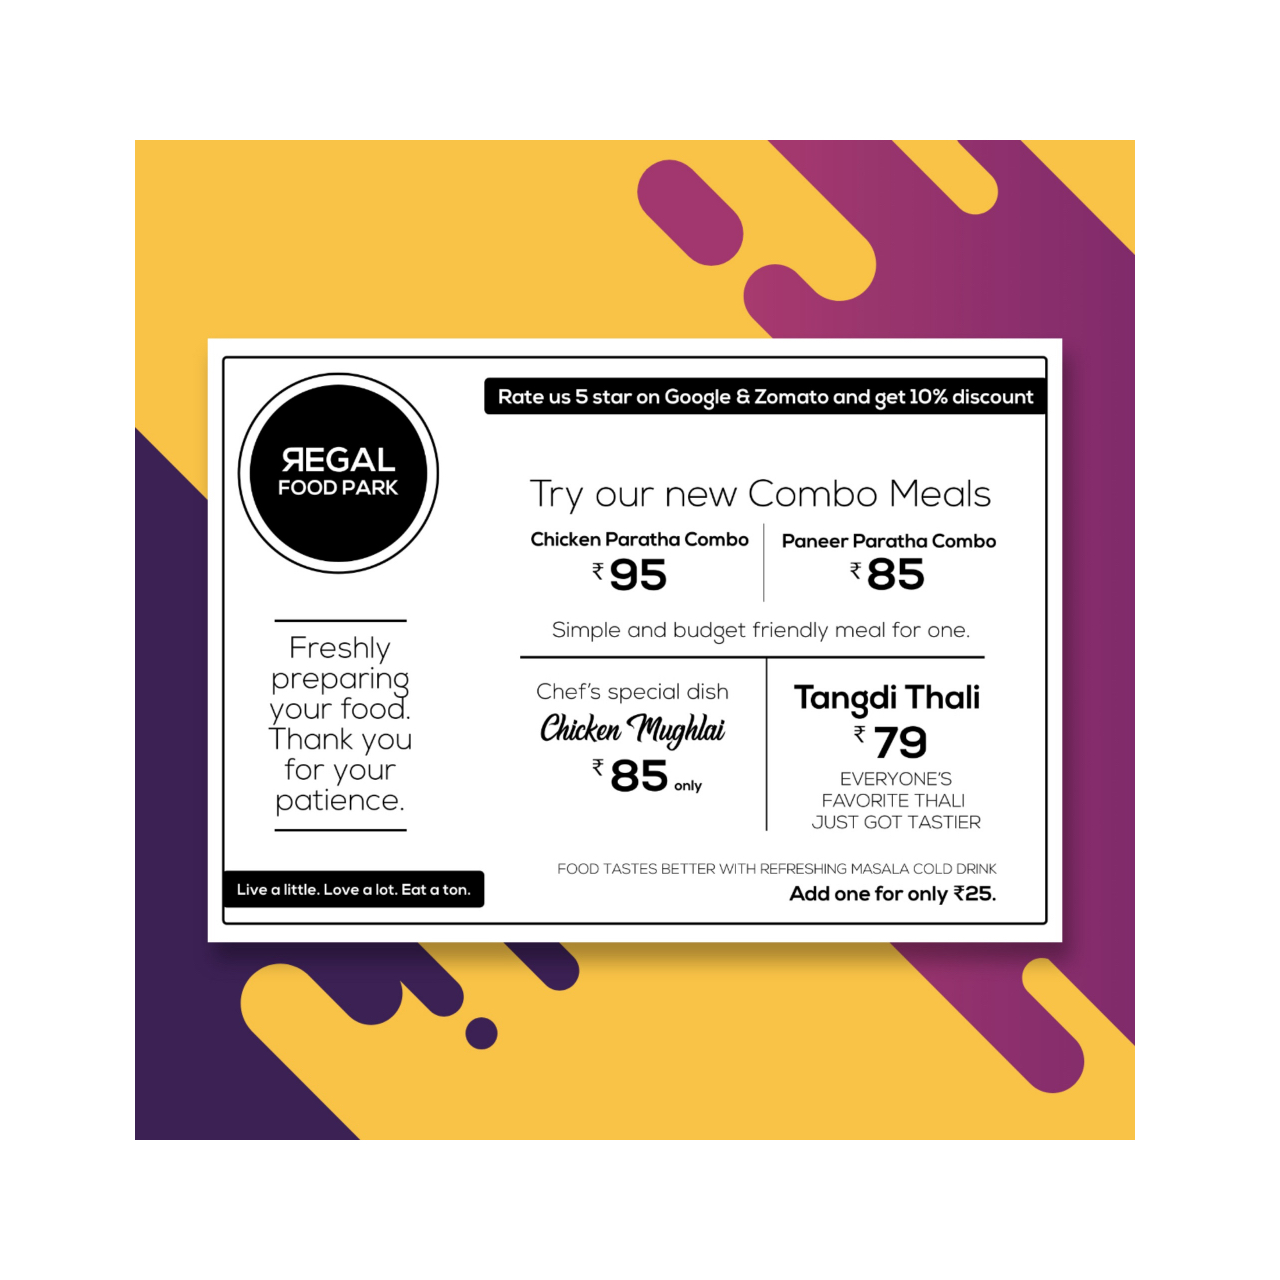 ЯEGAL
FOOD PARK
Freshly
preparing
your food.
Thank you
for your
patience.
Live a little. Love a lot. Eat a ton.
Rate us 5 star on Google & Zomato and get 10% discount
Try our new Combo Meals
Chicken Paratha Combo
₹ 95
Paneer Paratha Combo
₹ 85
Simple and budget friendly meal for one.
Chef's special dish
Chicken Mughlai
₹ 85 only
Tangdi Thali
₹ 79
EVERYONE'S
FAVORITE THALI
JUST GOT TASTIER
FOOD TASTES BETTER WITH REFRESHING MASALA COLD DRINK
Add one for only ₹25.